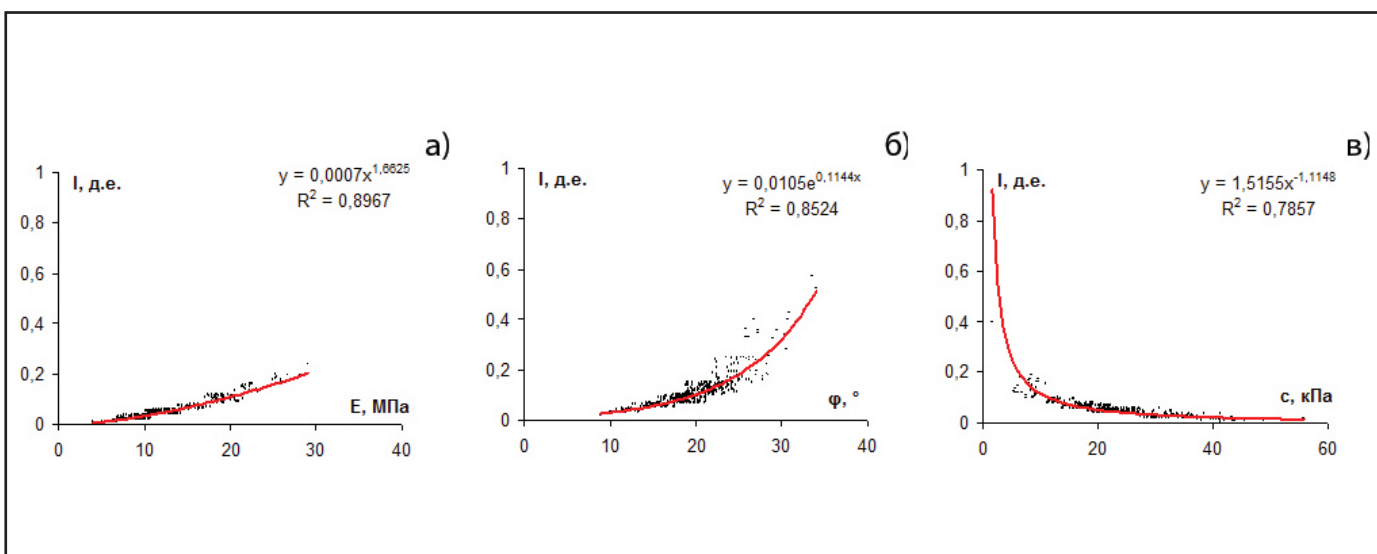 а)
I, д.е.
y = 0,0007x^1,6625
R² = 0,8967
1
0,8
0,6
0,4
0,2
0
E, МПа
0
10
20
30
40
б)
I, д.е.
y = 0,0105e^0,1144x
R² = 0,8524
1
0,8
0,6
0,4
0,2
0
φ, °
0
10
20
30
40
в)
I, д.е.
y = 1,5155x^-1,1148
R² = 0,7857
1
0,8
0,6
0,4
0,2
0
с, кПа
0
20
40
60